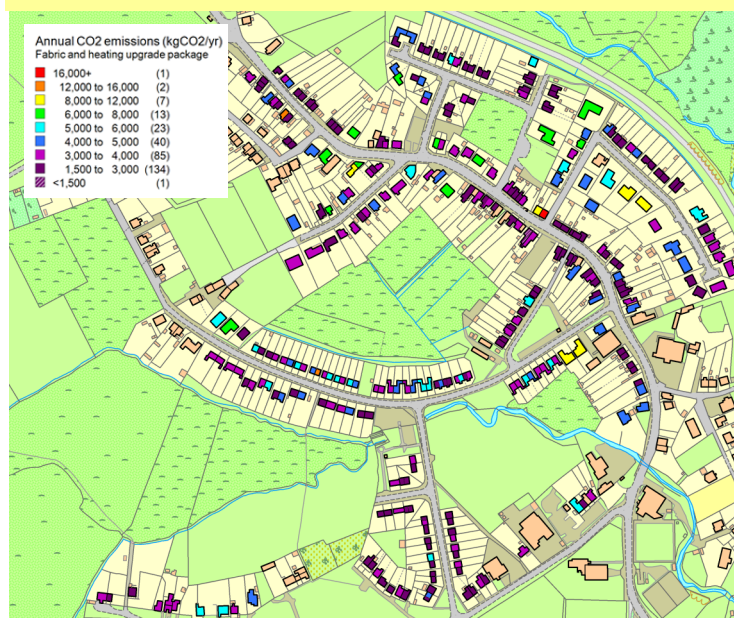 Annual CO2 emissions (kgCO2/yr)
Fabric and heating upgrade package
16,000+ (1)
12,000 to 16,000 (2)
8,000 to 12,000 (7)
6,000 to 8,000 (13)
5,000 to 6,000 (23)
4,000 to 5,000 (40)
3,000 to 4,000 (85)
1,500 to 3,000 (134)
<1,500 (1)